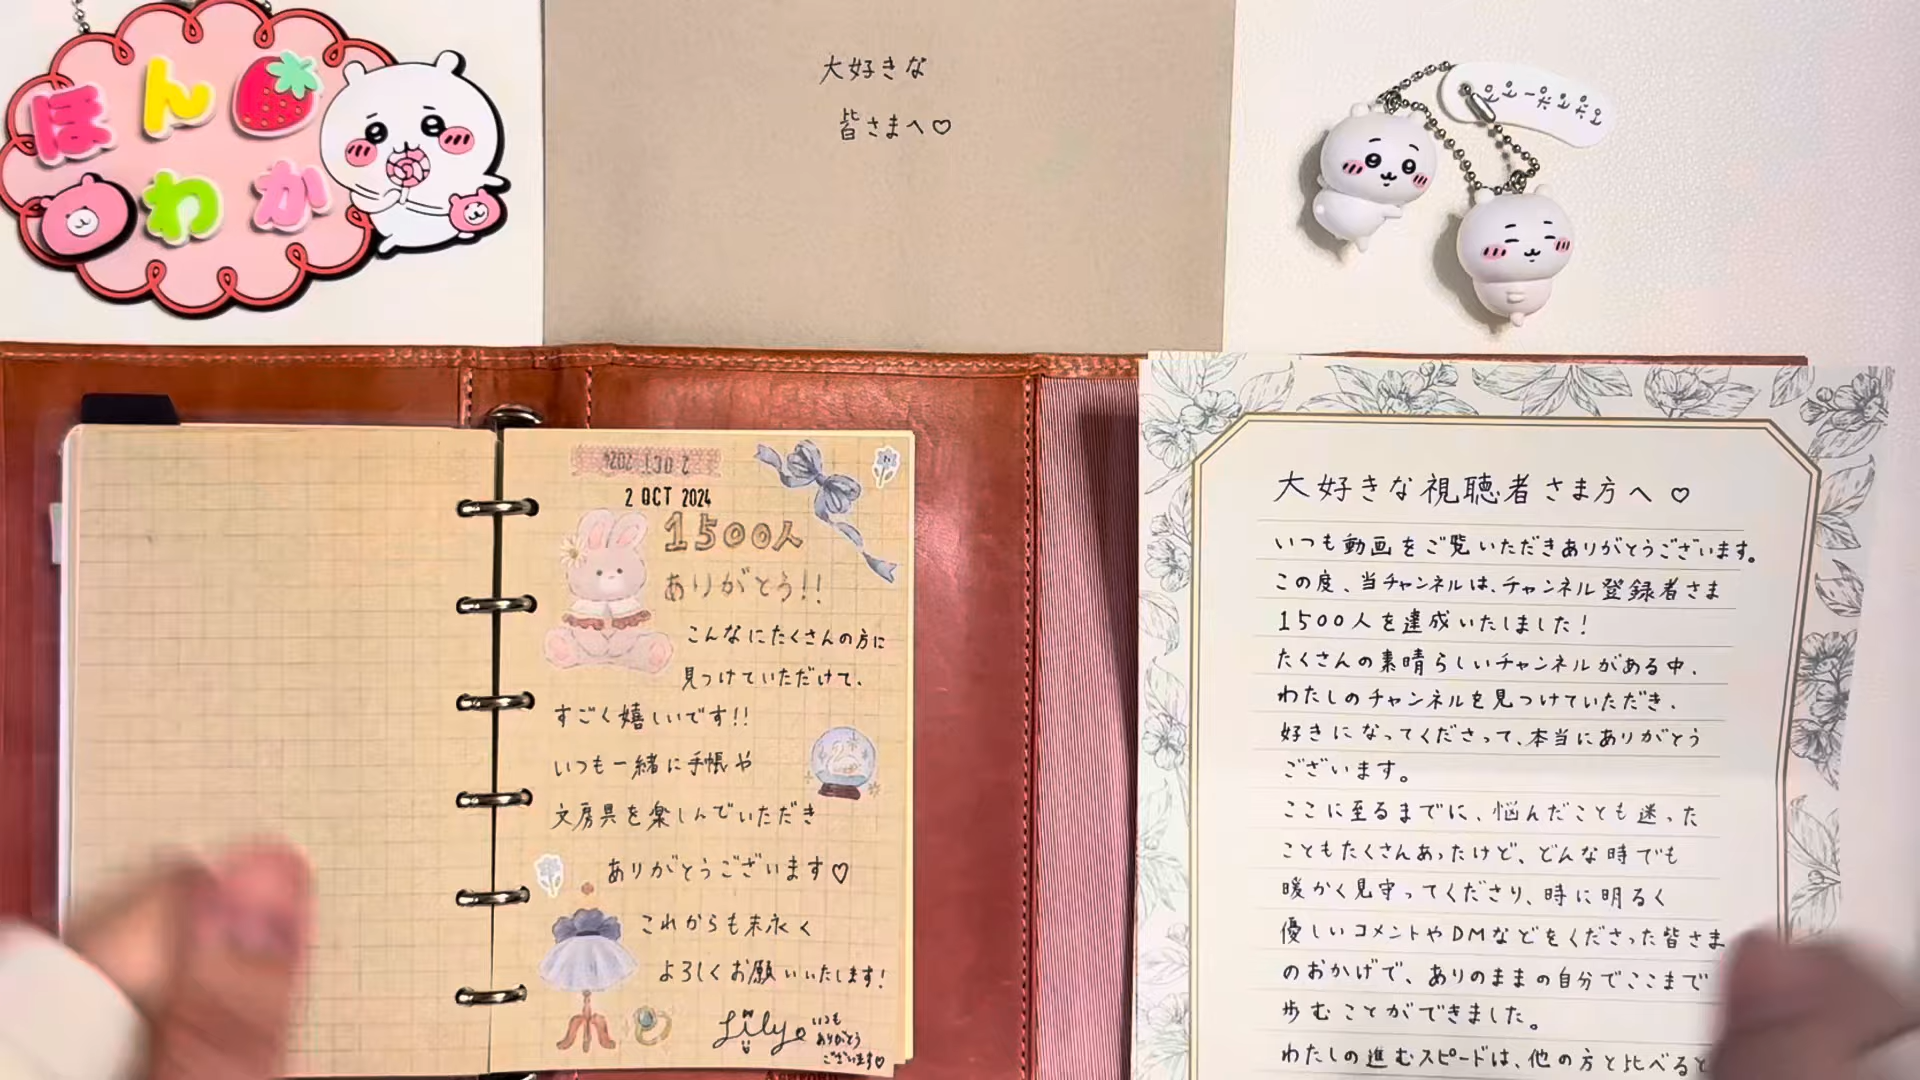 ほん
わか
大好きな
皆さまへ♡
2 OCT 2024
2 OCT 2024
1500人
ありがとう!!
こんなにたくさんの方に
見つけていただけて、
すごく嬉しいです!!
いつも一緒に手帳や
文房具を楽しんでいただき
ありがとうございます♡
これからも末永く
よろしくお願いいたします!
Lily
いつも
ありがとう
ございます♡
大好きな視聴者さま方へ♡
いつも動画をご覧いただきありがとうございます。
この度、当チャンネルは、チャンネル登録者さま
1500人を達成いたしました!
たくさんの素晴らしいチャンネルがある中、
わたしのチャンネルを見つけていただき、
好きになってくださって、本当にありがとう
ございます。
ここに至るまでに、悩んだことも迷った
こともたくさんあったけど、どんな時でも
暖かく見守ってくださり、時に明るく
優しいコメントやDMなどをくださった皆さま
のおかげで、ありのままの自分でここまで
歩むことができました。
わたしの進むスピードは、他の方と比べると